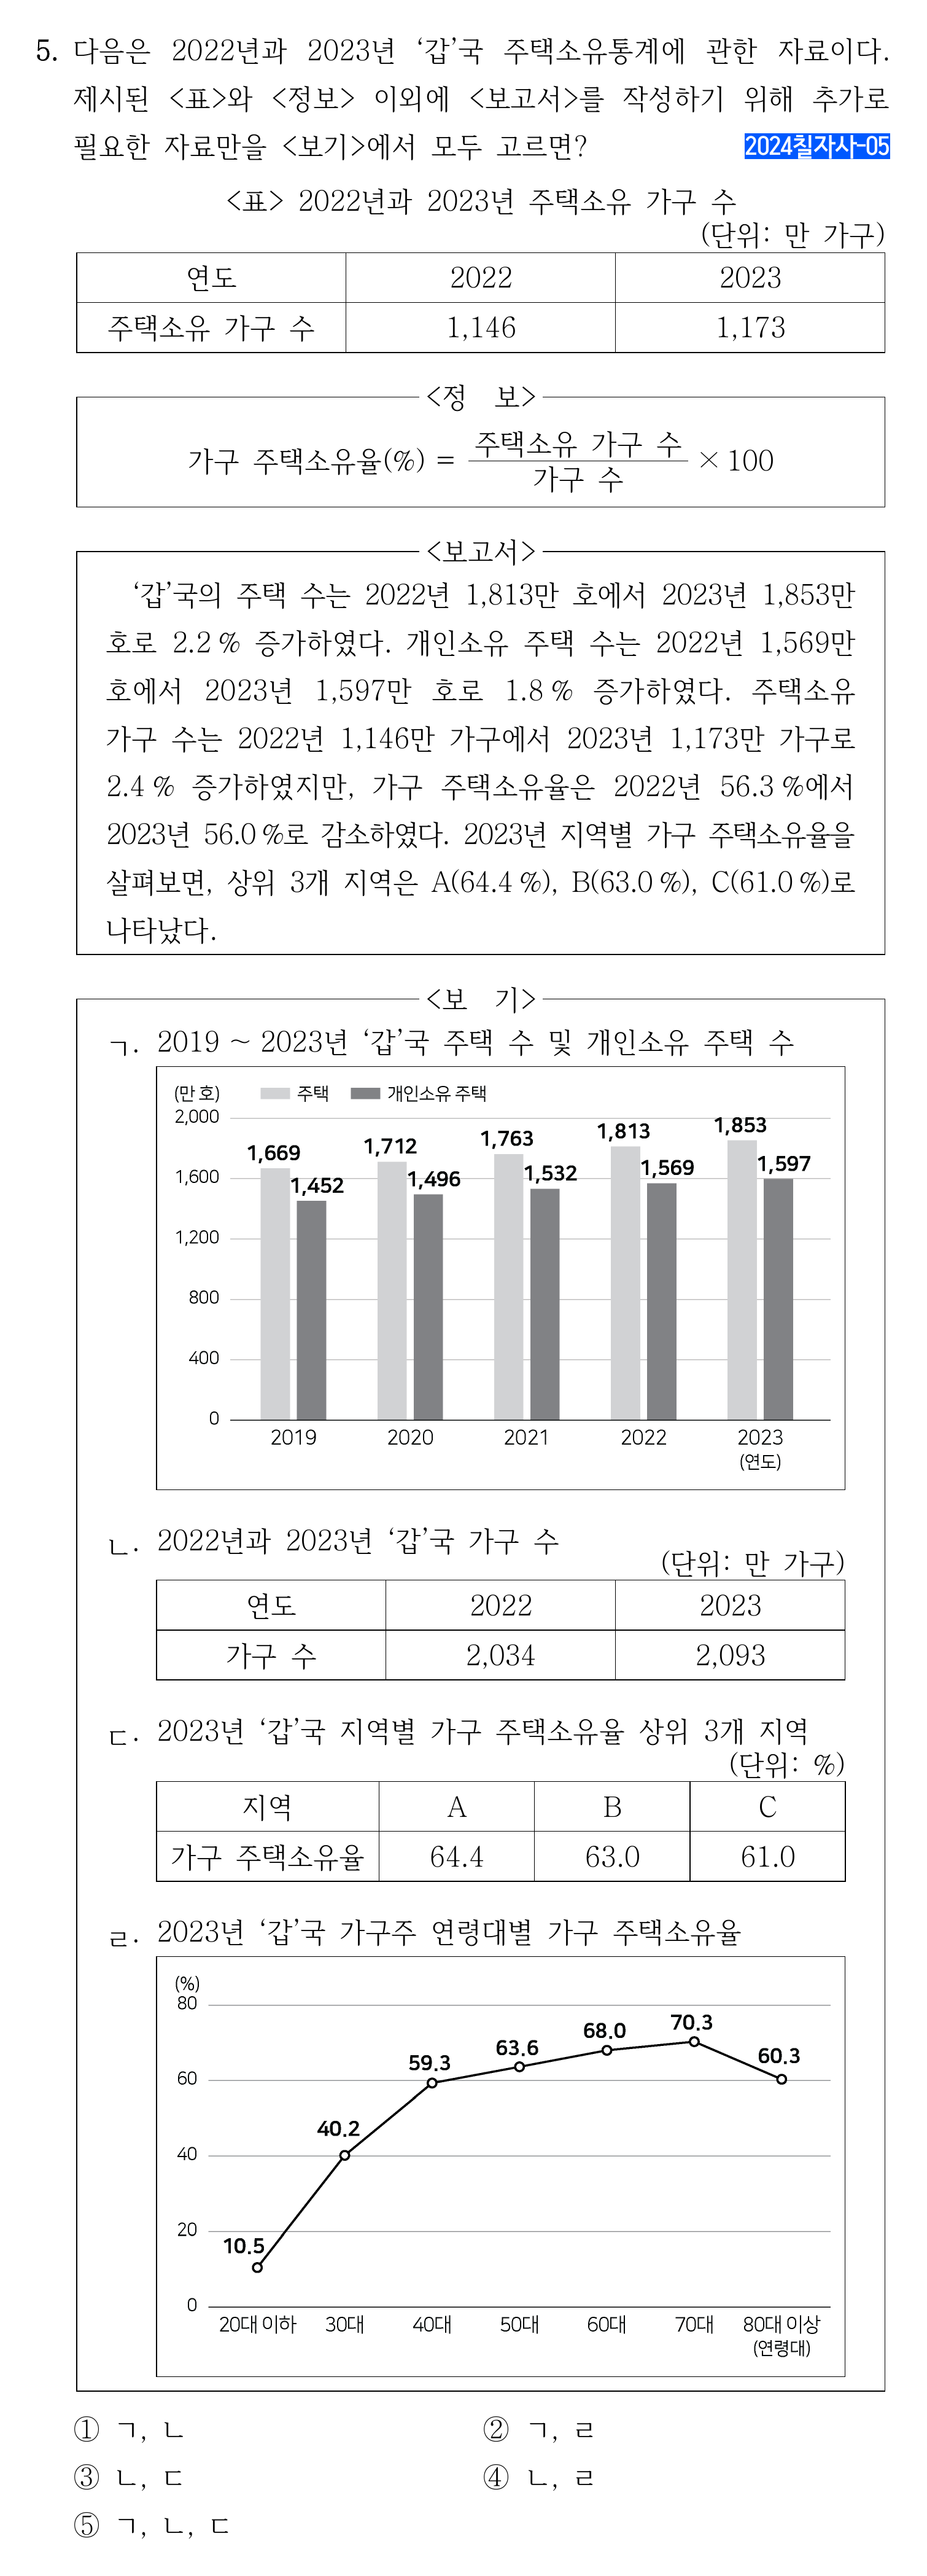 5. 다음은 2022년과 2023년 ‘갑’국 주택소유통계에 관한 자료이다.
제시된 <표>와 <정보> 이외에 <보고서>를 작성하기 위해 추가로
필요한 자료만을 <보기>에서 모두 고르면?
2024칠자사-05
<표> 2022년과 2023년 주택소유 가구 수
(단위: 만 가구)
연도 2022 2023
주택소유 가구 수 1,146 1,173
<정 보>
가구 주택소유율(%) = 주택소유 가구 수 / 가구 수 × 100
<보고서>
‘갑’국의 주택 수는 2022년 1,813만 호에서 2023년 1,853만
호로 2.2 % 증가하였다. 개인소유 주택 수는 2022년 1,569만
호에서 2023년 1,597만 호로 1.8 % 증가하였다. 주택소유
가구 수는 2022년 1,146만 가구에서 2023년 1,173만 가구로
2.4 % 증가하였지만, 가구 주택소유율은 2022년 56.3 %에서
2023년 56.0 %로 감소하였다. 2023년 지역별 가구 주택소유율을
살펴보면, 상위 3개 지역은 A(64.4 %), B(63.0 %), C(61.0 %)로
나타났다.
<보 기>
ㄱ. 2019 ~ 2023년 ‘갑’국 주택 수 및 개인소유 주택 수
(만 호) 주택 개인소유 주택
2,000
1,600
1,200
800
400
0
1,669 1,452
1,712 1,496
1,763 1,532
1,813 1,569
1,853 1,597
2019 2020 2021 2022 2023
(연도)
ㄴ. 2022년과 2023년 ‘갑’국 가구 수
(단위: 만 가구)
연도 2022 2023
가구 수 2,034 2,093
ㄷ. 2023년 ‘갑’국 지역별 가구 주택소유율 상위 3개 지역
(단위: %)
지역 A B C
가구 주택소유율 64.4 63.0 61.0
ㄹ. 2023년 ‘갑’국 가구주 연령대별 가구 주택소유율
(%)
80
60
40
20
0
10.5 40.2 59.3 63.6 68.0 70.3 60.3
20대 이하 30대 40대 50대 60대 70대 80대 이상
(연령대)
① ㄱ, ㄴ ② ㄱ, ㄹ
③ ㄴ, ㄷ ④ ㄴ, ㄹ
⑤ ㄱ, ㄴ, ㄷ